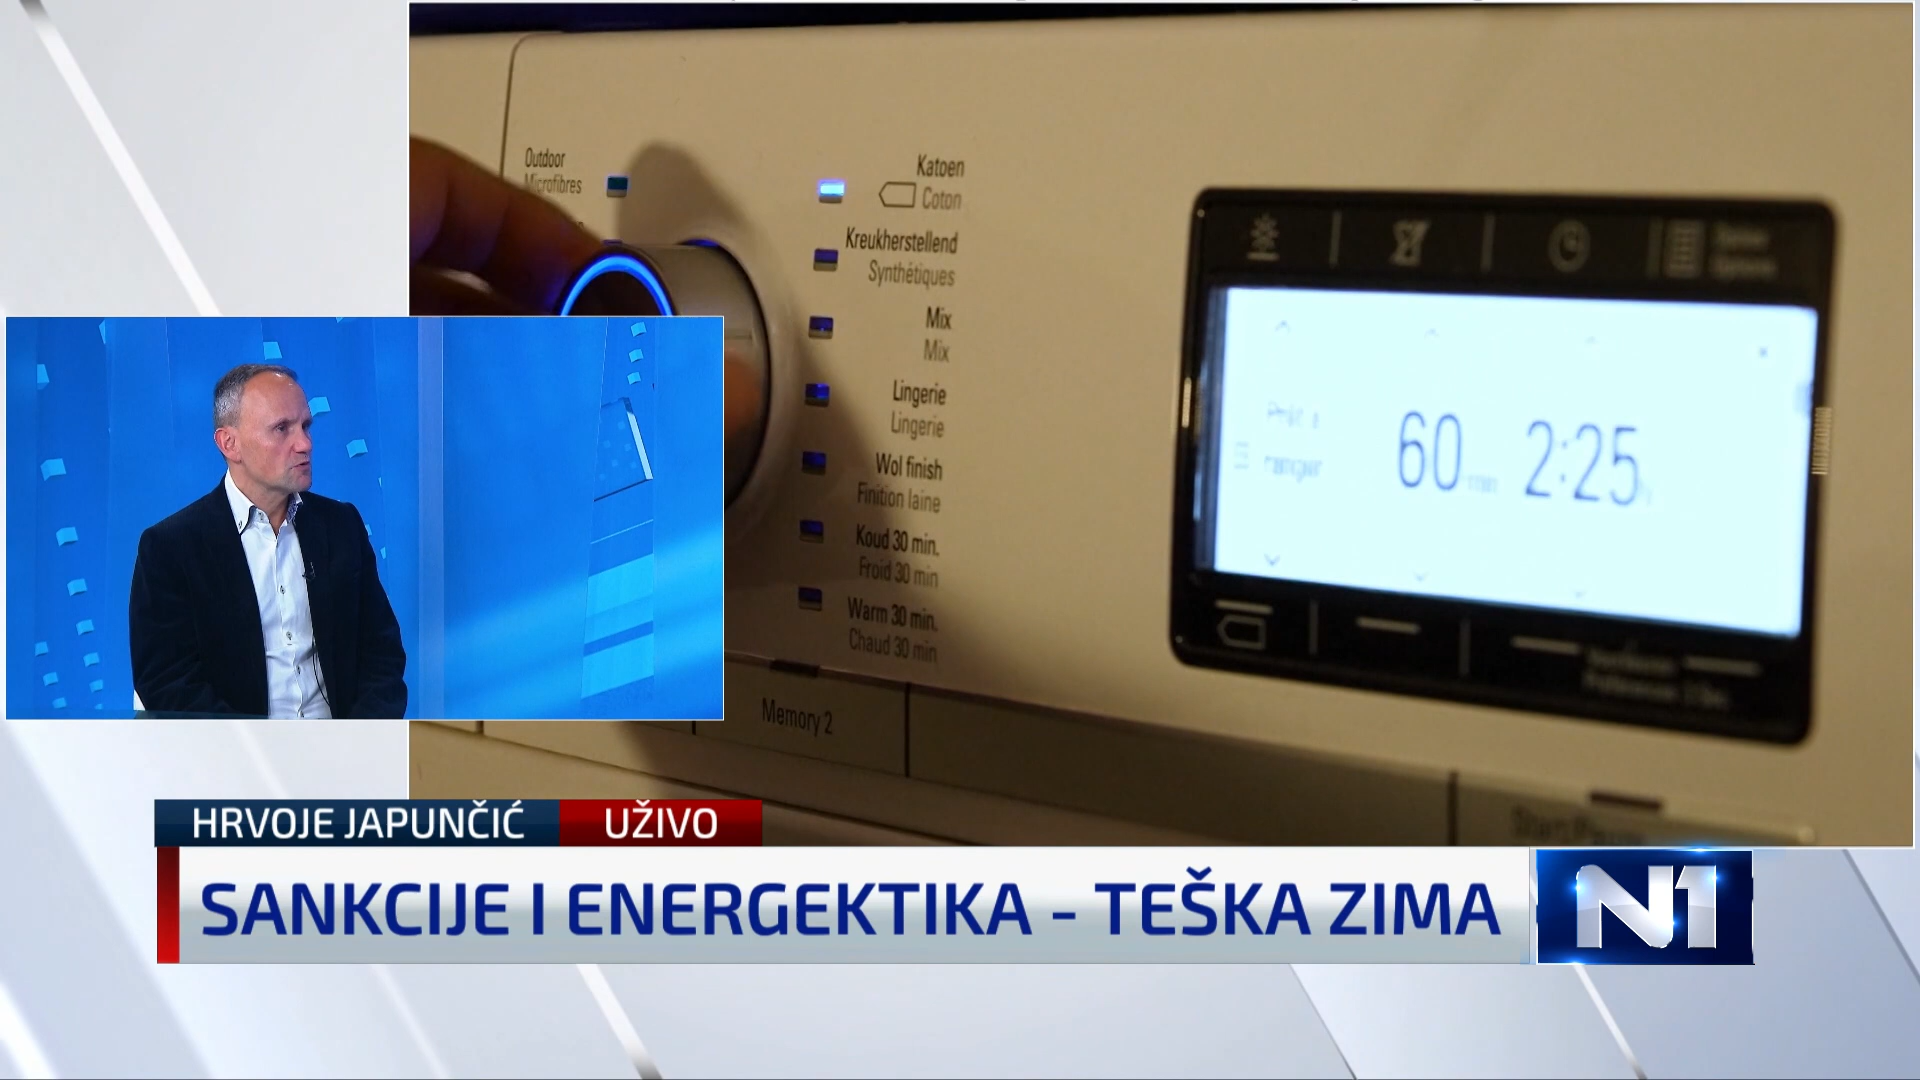 Outdoor
Microfibres
Katoen
Coton
Kreukherstellend
Synthétiques
Mix
Mix
Lingerie
Lingerie
Wol finish
Finition laine
Koud 30 min.
Froid 30 min
Warm 30 min.
Chaud 30 min
60 min 2:25
Memory 2
HRVOJE JAPUNČIĆ
UŽIVO
SANKCIJE I ENERGEKTIKA - TEŠKA ZIMA
N1